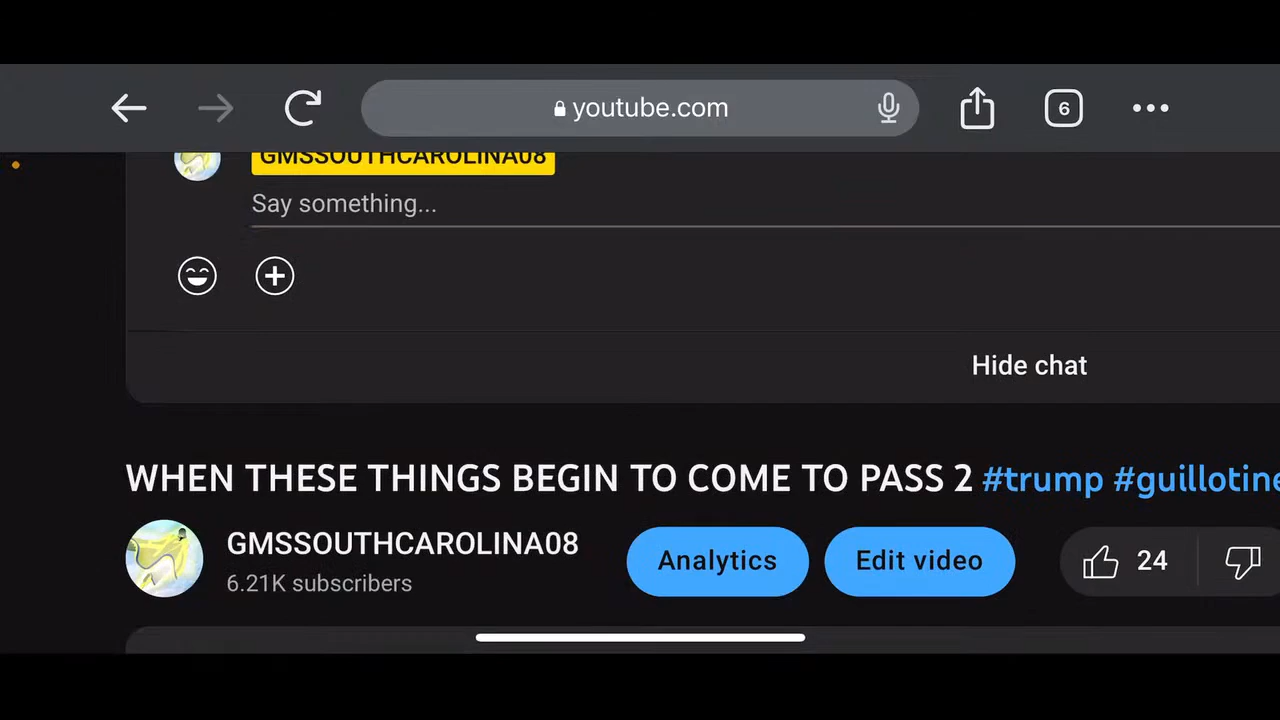 youtube.com
6
GMSSOUTHCAROLINA08
Say something...
Hide chat
WHEN THESE THINGS BEGIN TO COME TO PASS 2 #trump #guillotine
GMSSOUTHCAROLINA08
6.21K subscribers
Analytics
Edit video
24